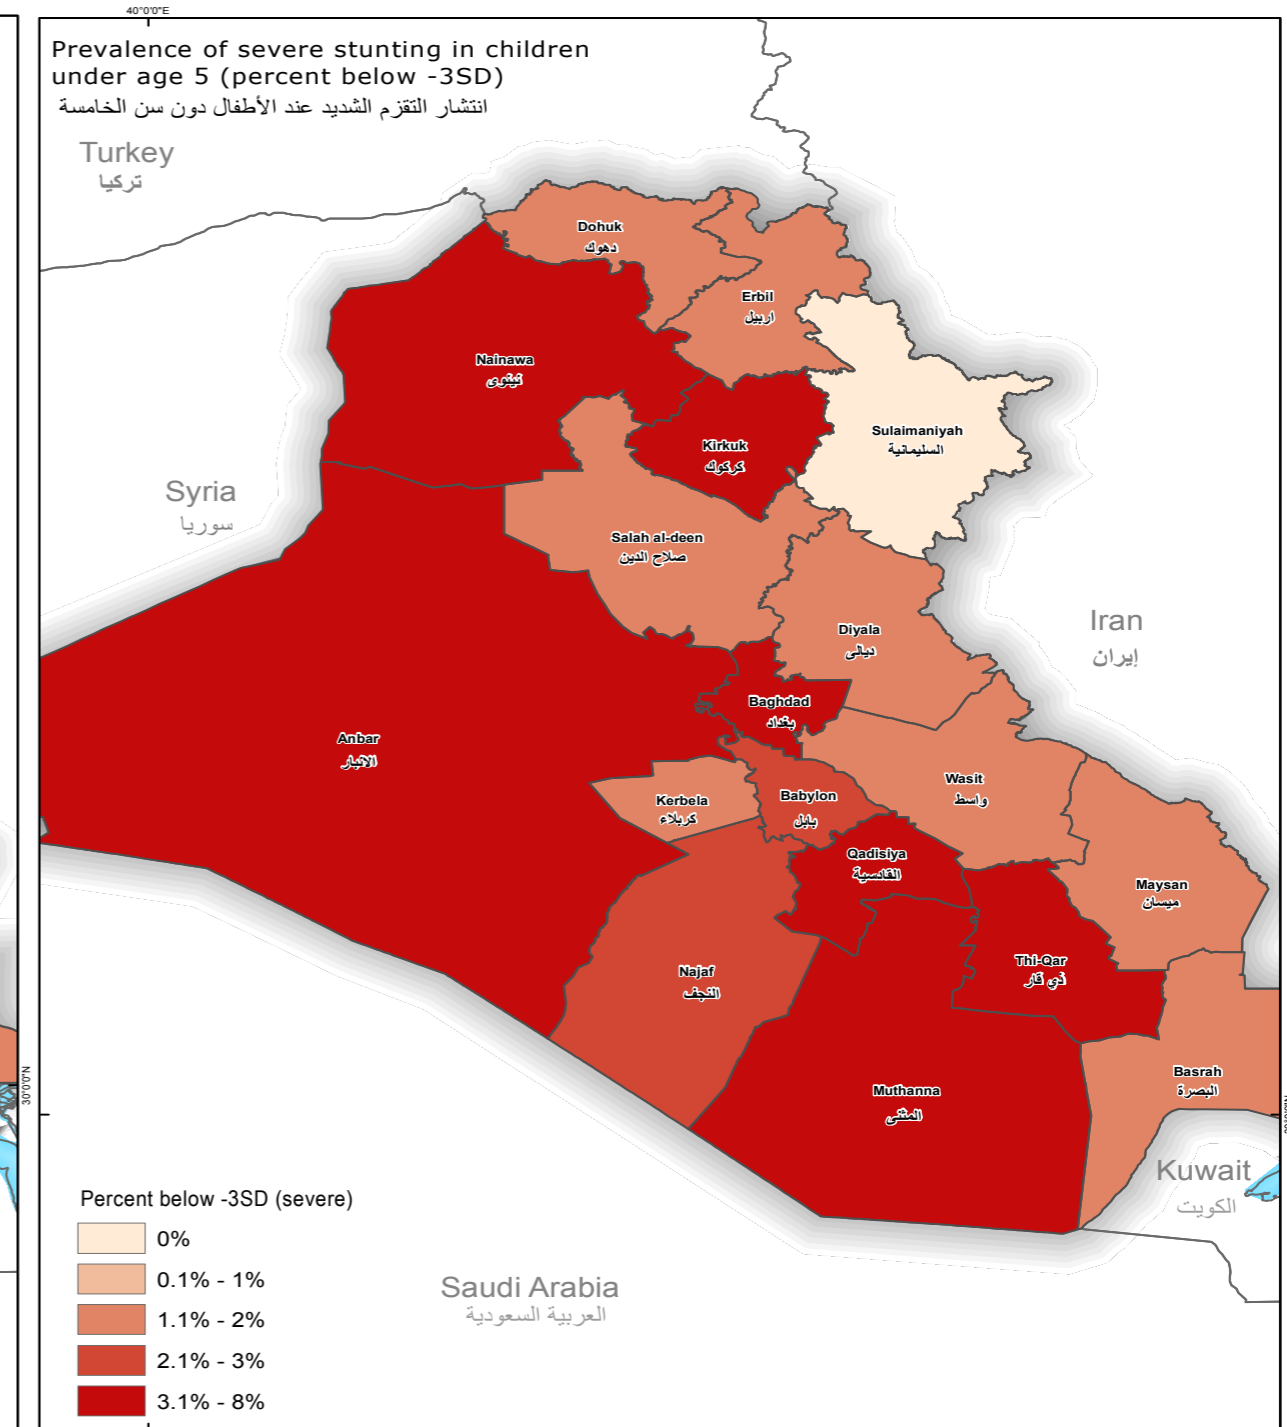 40°0'0"E
Prevalence of severe stunting in children
under age 5 (percent below -3SD)
انتشار التقزم الشديد عند الأطفال دون سن الخامسة
Turkey
تركيا
Dohuk
دهوك
Erbil
اربيل
Nainawa
نينوى
Sulaimaniyah
السليمانية
Kirkuk
كركوك
Syria
سوريا
Salah al-deen
صلاح الدين
Iran
إيران
Diyala
ديالى
Baghdad
بغداد
Anbar
الانبار
Wasit
واسط
Kerbela
كربلاء
Babylon
بابل
Qadisiya
القادسية
Maysan
ميسان
Thi-Qar
ذي قار
Najaf
النجف
Basrah
البصرة
Muthanna
المثنى
30°0'0"N
Kuwait
الكويت
Saudi Arabia
العربية السعودية
Percent below -3SD (severe)
0%
0.1% - 1%
1.1% - 2%
2.1% - 3%
3.1% - 8%